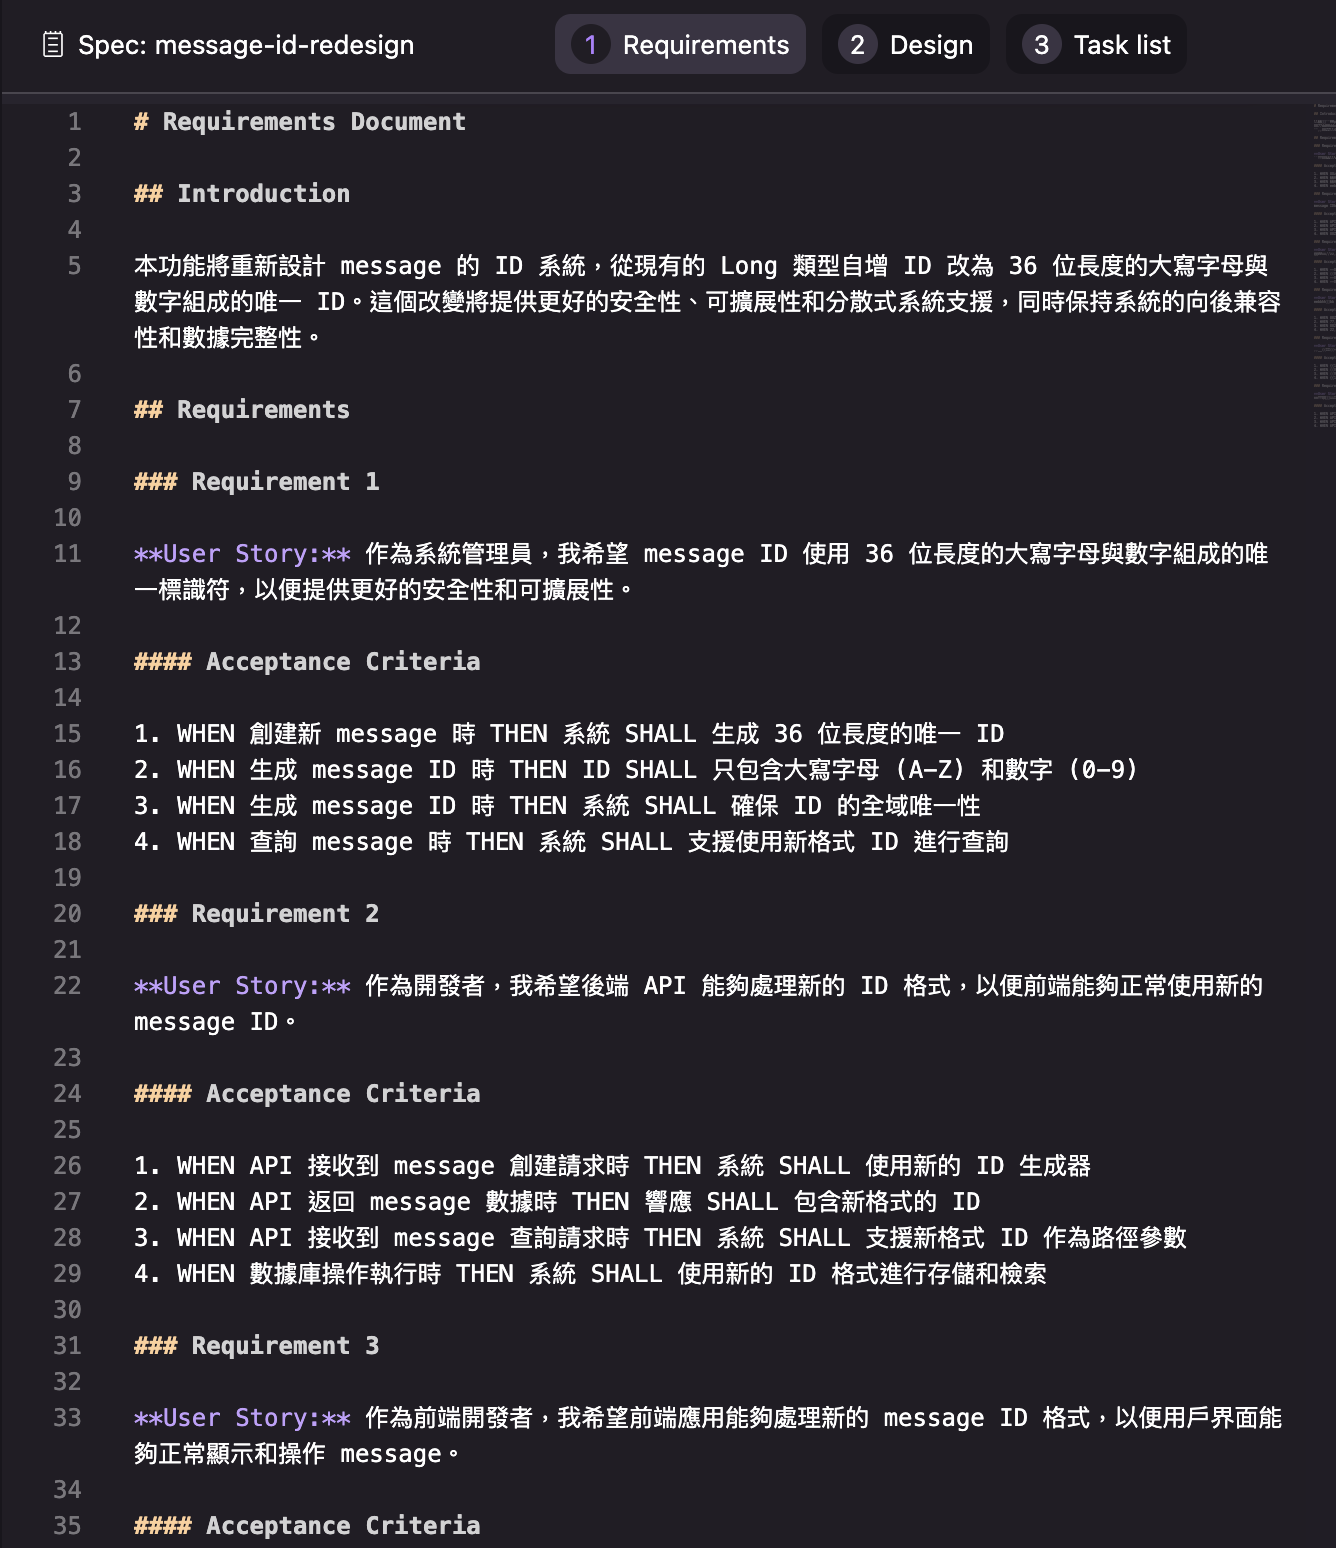 Spec: message-id-redesign
1 Requirements
2 Design
3 Task list
1 # Requirements Document
2
3 ## Introduction
4
5 本功能將重新設計 message 的 ID 系統，從現有的 Long 類型自增 ID 改為 36 位長度的大寫字母與
數字組成的唯一 ID。這個改變將提供更好的安全性、可擴展性和分散式系統支援，同時保持系統的向後兼容
性和數據完整性。
6
7 ## Requirements
8
9 ### Requirement 1
10
11 **User Story:** 作為系統管理員，我希望 message ID 使用 36 位長度的大寫字母與數字組成的唯
一標識符，以便提供更好的安全性和可擴展性。
12
13 #### Acceptance Criteria
14
15 1. WHEN 創建新 message 時 THEN 系統 SHALL 生成 36 位長度的唯一 ID
16 2. WHEN 生成 message ID 時 THEN ID SHALL 只包含大寫字母 (A-Z) 和數字 (0-9)
17 3. WHEN 生成 message ID 時 THEN 系統 SHALL 確保 ID 的全域唯一性
18 4. WHEN 查詢 message 時 THEN 系統 SHALL 支援使用新格式 ID 進行查詢
19
20 ### Requirement 2
21
22 **User Story:** 作為開發者，我希望後端 API 能夠處理新的 ID 格式，以便前端能夠正常使用新的
message ID。
23
24 #### Acceptance Criteria
25
26 1. WHEN API 接收到 message 創建請求時 THEN 系統 SHALL 使用新的 ID 生成器
27 2. WHEN API 返回 message 數據時 THEN 響應 SHALL 包含新格式的 ID
28 3. WHEN API 接收到 message 查詢請求時 THEN 系統 SHALL 支援新格式 ID 作為路徑參數
29 4. WHEN 數據庫操作執行時 THEN 系統 SHALL 使用新的 ID 格式進行存儲和檢索
30
31 ### Requirement 3
32
33 **User Story:** 作為前端開發者，我希望前端應用能夠處理新的 message ID 格式，以便用戶界面能
夠正常顯示和操作 message。
34
35 #### Acceptance Criteria